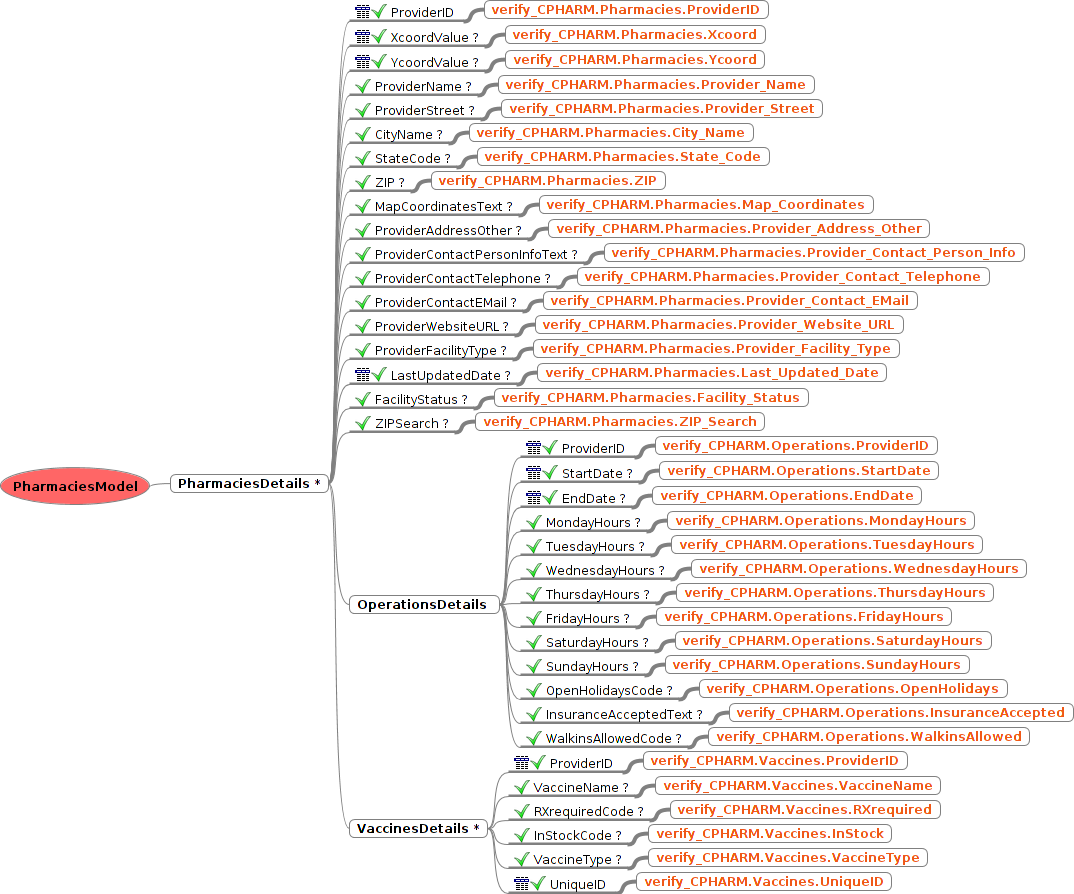 ProviderID verify_CPHARM.Pharmacies.ProviderID
XcoordValue ? verify_CPHARM.Pharmacies.Xcoord
YcoordValue ? verify_CPHARM.Pharmacies.Ycoord
ProviderName ? verify_CPHARM.Pharmacies.Provider_Name
ProviderStreet ? verify_CPHARM.Pharmacies.Provider_Street
CityName ? verify_CPHARM.Pharmacies.City_Name
StateCode ? verify_CPHARM.Pharmacies.State_Code
ZIP ? verify_CPHARM.Pharmacies.ZIP
MapCoordinatesText ? verify_CPHARM.Pharmacies.Map_Coordinates
ProviderAddressOther ? verify_CPHARM.Pharmacies.Provider_Address_Other
ProviderContactPersonInfoText ? verify_CPHARM.Pharmacies.Provider_Contact_Person_Info
ProviderContactTelephone ? verify_CPHARM.Pharmacies.Provider_Contact_Telephone
ProviderContactEMail ? verify_CPHARM.Pharmacies.Provider_Contact_EMail
ProviderWebsiteURL ? verify_CPHARM.Pharmacies.Provider_Website_URL
ProviderFacilityType ? verify_CPHARM.Pharmacies.Provider_Facility_Type
LastUpdatedDate ? verify_CPHARM.Pharmacies.Last_Updated_Date
FacilityStatus ? verify_CPHARM.Pharmacies.Facility_Status
ZIPSearch ? verify_CPHARM.Pharmacies.ZIP_Search
PharmaciesModel PharmaciesDetails *
ProviderID verify_CPHARM.Operations.ProviderID
StartDate ? verify_CPHARM.Operations.StartDate
EndDate ? verify_CPHARM.Operations.EndDate
MondayHours ? verify_CPHARM.Operations.MondayHours
TuesdayHours ? verify_CPHARM.Operations.TuesdayHours
WednesdayHours ? verify_CPHARM.Operations.WednesdayHours
ThursdayHours ? verify_CPHARM.Operations.ThursdayHours
OperationsDetails
FridayHours ? verify_CPHARM.Operations.FridayHours
SaturdayHours ? verify_CPHARM.Operations.SaturdayHours
SundayHours ? verify_CPHARM.Operations.SundayHours
OpenHolidaysCode ? verify_CPHARM.Operations.OpenHolidays
InsuranceAcceptedText ? verify_CPHARM.Operations.InsuranceAccepted
WalkinsAllowedCode ? verify_CPHARM.Operations.WalkinsAllowed
ProviderID verify_CPHARM.Vaccines.ProviderID
VaccineName ? verify_CPHARM.Vaccines.VaccineName
RXrequiredCode ? verify_CPHARM.Vaccines.RXrequired
VaccinesDetails *
InStockCode ? verify_CPHARM.Vaccines.InStock
VaccineType ? verify_CPHARM.Vaccines.VaccineType
UniqueID verify_CPHARM.Vaccines.UniqueID